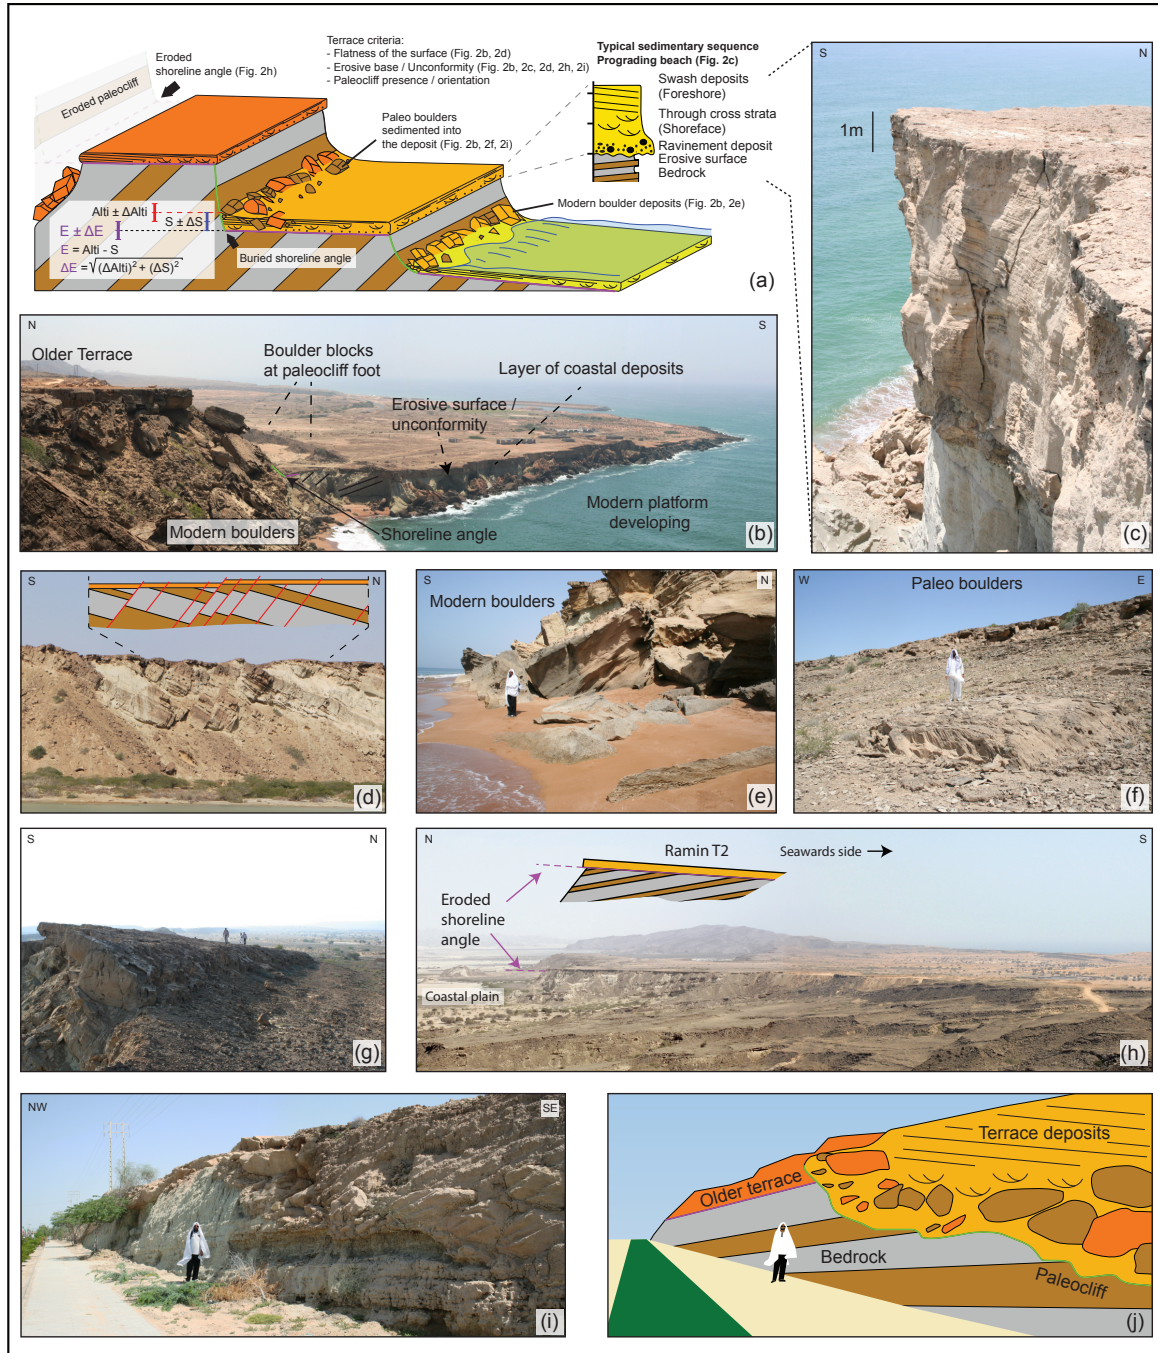 Eroded
shoreline angle (Fig. 2h)
Eroded paleocliff
Terrace criteria:
- Flatness of the surface (Fig. 2b, 2d)
- Erosive base / Unconformity (Fig. 2b, 2c, 2d, 2h, 2i)
- Paleocliff presence / orientation
Paleo boulders
sedimented into
the deposit (Fig. 2b, 2f, 2i)
Typical sedimentary sequence
Prograding beach (Fig. 2c)
Swash deposits
(Foreshore)
Through cross strata
(Shoreface)
Ravinement deposit
Erosive surface
Bedrock
Modern boulder deposits (Fig. 2b, 2e)
Alti ± ΔAlti
S ± ΔS
E ± ΔE
E = Alti - S
ΔE = √(ΔAlti)² + (ΔS)²
Buried shoreline angle
(a)
S N
1m
(c)
N S
Older Terrace
Boulder blocks
at paleocliff foot
Layer of coastal deposits
Erosive surface /
unconformity
Modern platform
developing
Modern boulders
Shoreline angle
(b)
S N
(d)
S N
Modern boulders
(e)
W E
Paleo boulders
(f)
S N
(g)
N S
Ramin T2
Seawards side
Eroded
shoreline
angle
Coastal plain
(h)
NW SE
(i)
Terrace deposits
Older terrace
Bedrock
Paleocliff
(j)